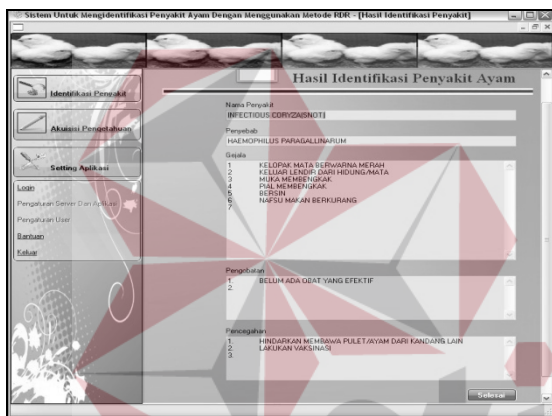 Sistem Untuk Mengidentifikasi Penyakit Ayam Dengan Menggunakan Metode RDR - [Hasil Identifikasi Penyakit]
Identifikasi Penyakit
Akuisisi Pengetahuan
Setting Aplikasi
Login
Pengaturan Server Dan Aplikasi
Pengaturan User
Bantuan
Keluar
Hasil Identifikasi Penyakit Ayam
Nama Penyakit
INFECTIOUS CORYZA(SNOT)
Penyebab
HAEMOPHILUS PARAGALLINARUM
Gejala
1 KELOPAK MATA BERWARNA MERAH
2 KELUAR LENDIR DARI HIDUNG/MATA
3 MUKA MEMBENGKAK
4 PIAL MEMBENGKAK
5 BERSIN
6 NAFSU MAKAN BERKURANG
7
Pengobatan
1. BELUM ADA OBAT YANG EFEKTIF
2.
Pencegahan
1. HINDARKAN MEMBAWA PULET/AYAM DARI KANDANG LAIN
2. LAKUKAN VAKSINASI
3.
Selesai